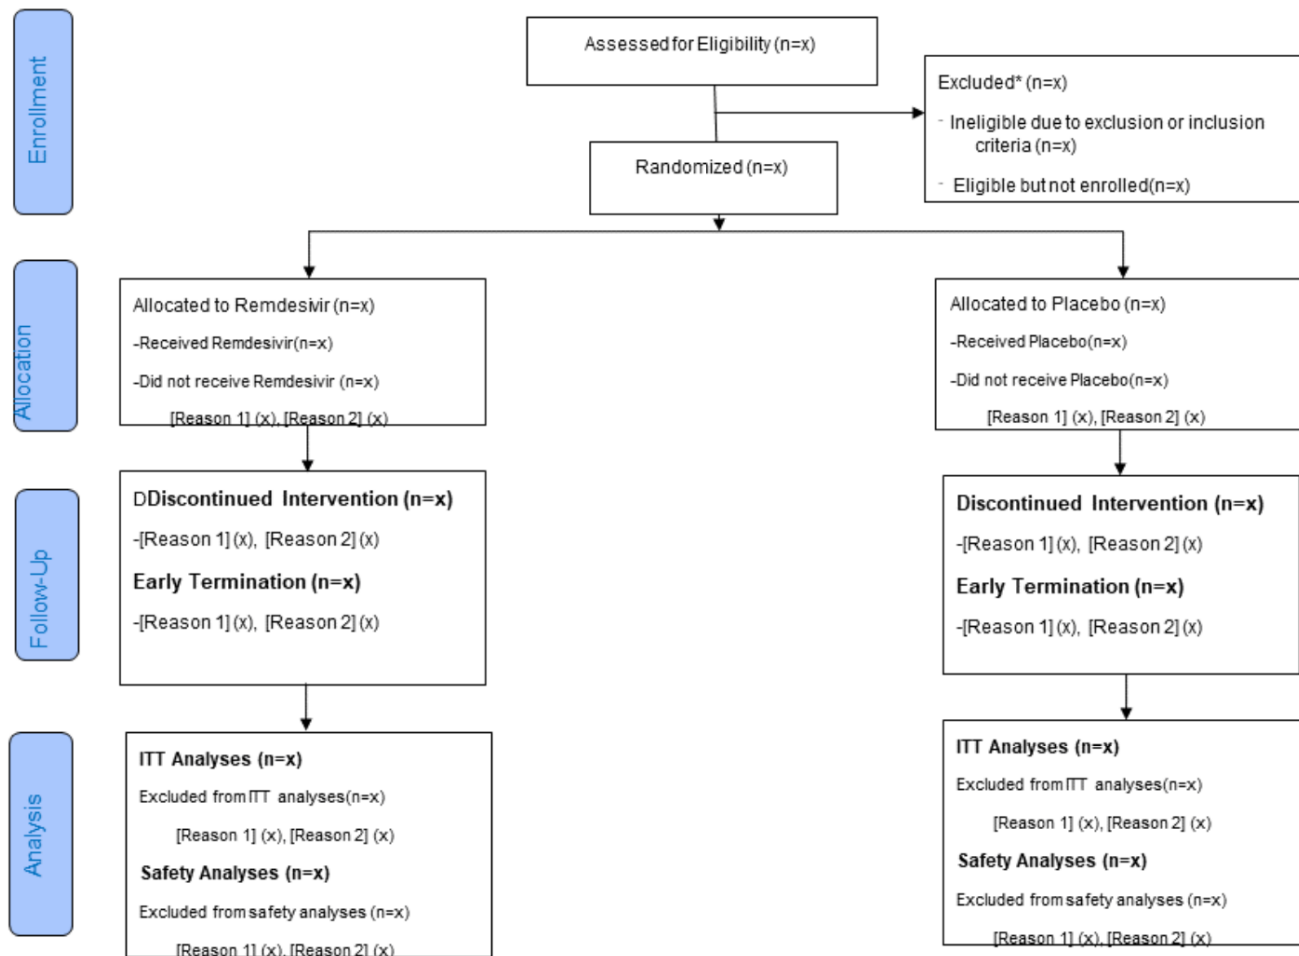 Enrollment
Assessed for Eligibility (n=x)
Excluded* (n=x)
- Ineligible due to exclusion or inclusion
criteria (n=x)
- Eligible but not enrolled(n=x)
Randomized (n=x)
Allocation
Allocated to Remdesivir (n=x)
-Received Remdesivir(n=x)
-Did not receive Remdesivir (n=x)
[Reason 1] (x), [Reason 2] (x)
Allocated to Placebo (n=x)
-Received Placebo(n=x)
-Did not receive Placebo(n=x)
[Reason 1] (x), [Reason 2] (x)
Follow-Up
DDiscontinued Intervention (n=x)
-[Reason 1] (x), [Reason 2] (x)
Early Termination (n=x)
-[Reason 1] (x), [Reason 2] (x)
Discontinued Intervention (n=x)
-[Reason 1] (x), [Reason 2] (x)
Early Termination (n=x)
-[Reason 1] (x), [Reason 2] (x)
Analysis
ITT Analyses (n=x)
Excluded from ITT analyses(n=x)
[Reason 1] (x), [Reason 2] (x)
Safety Analyses (n=x)
Excluded from safety analyses (n=x)
[Reason 1] (x), [Reason 2] (x)
ITT Analyses (n=x)
Excluded from ITT analyses(n=x)
[Reason 1] (x), [Reason 2] (x)
Safety Analyses (n=x)
Excluded from safety analyses (n=x)
[Reason 1] (x), [Reason 2] (x)